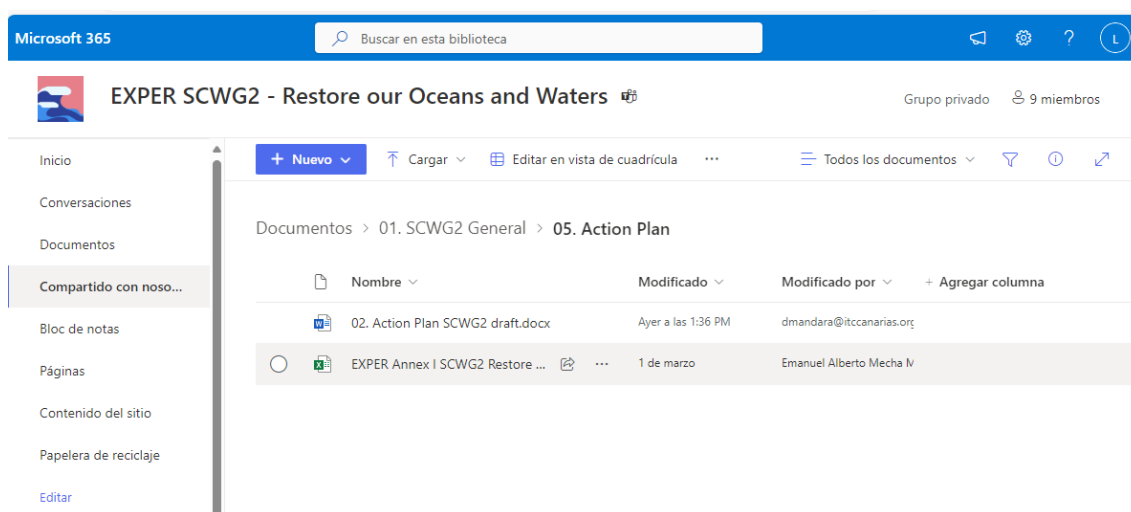 Microsoft 365
Buscar en esta biblioteca
?
L
EXPER SCWG2 - Restore our Oceans and Waters
Grupo privado 9 miembros
Inicio
Conversaciones
Documentos
Compartido con noso...
Bloc de notas
Páginas
Contenido del sitio
Papelera de reciclaje
Editar
+ Nuevo Cargar Editar en vista de cuadrícula ... Todos los documentos
Documentos > 01. SCWG2 General > 05. Action Plan
Nombre Modificado Modificado por + Agregar columna
02. Action Plan SCWG2 draft.docx Ayer a las 1:36 PM dmandara@itccanarias.org
EXPER Annex I SCWG2 Restore ... ... 1 de marzo Emanuel Alberto Mecha M